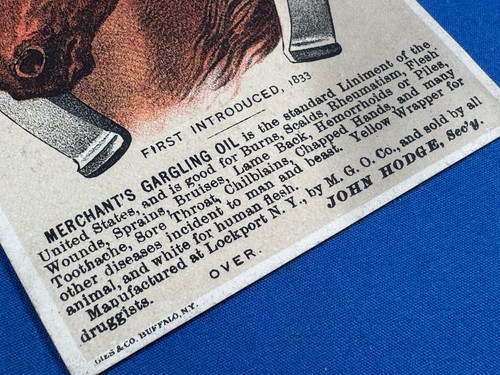 FIRST INTRODUCED, 1833
MERCHANT'S GARGLING OIL is the standard Liniment of the
United States, and is good for Burns, Scalds, Rheumatism, Flesh
Wounds, Sprains, Bruises, Lame Back, Hemorrhoids or Piles,
Toothache, Sore Throat, Chilblains, Chapped Hands, and many
other diseases incident to man and beast. Yellow Wrapper for
animal, and white for human flesh.
Manufactured at Lockport N. Y., by M. G. O. Co., and sold by all
druggists. JOHN HODGE, Sec'y.
OVER.
GIES & CO. BUFFALO, N.Y.